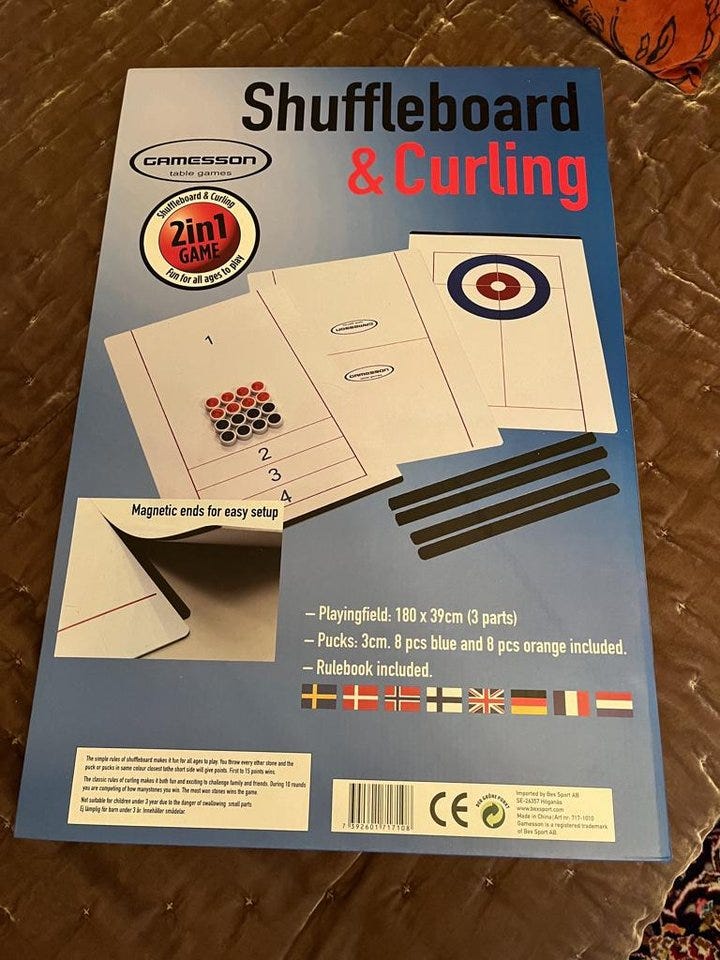 Shuffleboard
& Curling
GAMESSON
table games
Shuffleboard & Curling
2in1
GAME
Fun for all ages to play
1
2
3
4
GAMESSON
GAMESSON
table games
Magnetic ends for easy setup
– Playingfield: 180 x 39cm (3 parts)
– Pucks: 3cm. 8 pcs blue and 8 pcs orange included.
– Rulebook included.
The simple rules of shuffleboard makes it fun for all ages to play. You throw every other stone and the
puck or pucks in same colour closest tothe short side will give points. First to 15 points wins.
The classic rules of curling makes it both fun and exciting to challenge family and friends. During 10 rounds
you are competing of how manystones you win. The most won stones wins the game.
Not suitable for children under 3 year due to the danger of swallowing small parts
Ej lämplig för barn under 3 år. Innehåller smådelar.
7 392601 717108
CE
DER GRÜNE PUNKT
Imported by Bex Sport AB
SE-26357 Höganäs
www.bexsport.com
Made in China|Art nr: 717-1010
Gamesson is a registered trademark
of Bex Sport AB.